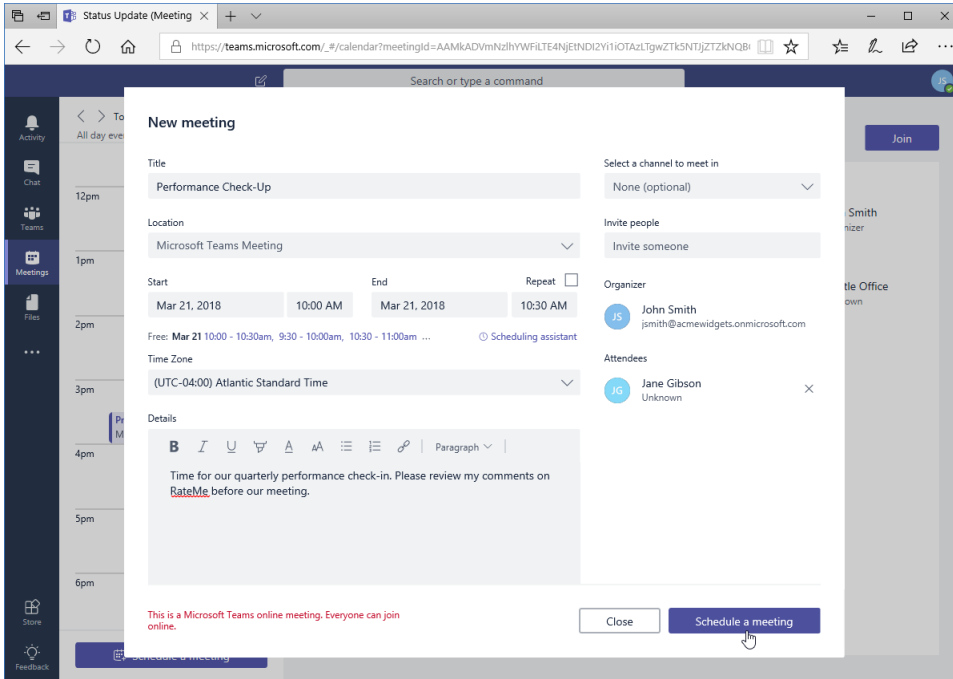 Status Update (Meeting
https://teams.microsoft.com/_#/calendar?meetingId=AAMkADVmNzlhYWFiLTE4NjEtNDI2Yi1iOTAzLTgwZTk5NTJjZTZkNQB
Search or type a command
JS
Activity
Chat
Teams
Meetings
Files
Store
Feedback
To
All day eve
12pm
1pm
2pm
3pm
Pr
M
4pm
5pm
6pm
Schedule a meeting
Join
Smith
nizer
tle Office
own
New meeting
Title
Performance Check-Up
Location
Microsoft Teams Meeting
Start End Repeat
Mar 21, 2018 10:00 AM Mar 21, 2018 10:30 AM
Free: Mar 21 10:00 - 10:30am, 9:30 - 10:00am, 10:30 - 11:00am ... Scheduling assistant
Time Zone
(UTC-04:00) Atlantic Standard Time
Details
B I U A AA Paragraph
Time for our quarterly performance check-in. Please review my comments on
RateMe before our meeting.
This is a Microsoft Teams online meeting. Everyone can join
online.
Select a channel to meet in
None (optional)
Invite people
Invite someone
Organizer
JS
John Smith
jsmith@acmewidgets.onmicrosoft.com
Attendees
JG
Jane Gibson
Unknown
Close
Schedule a meeting